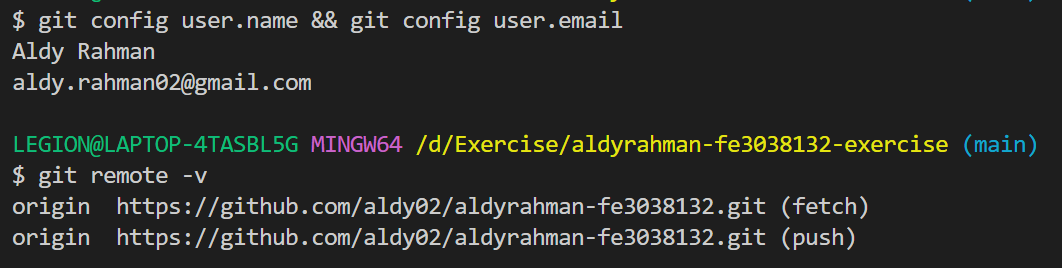 $ git config user.name && git config user.email
Aldy Rahman
aldy.rahman02@gmail.com
LEGION@LAPTOP-4TASBL5G MINGW64 /d/Exercise/aldyrahman-fe3038132-exercise (main)
$ git remote -v
origin  https://github.com/aldy02/aldyrahman-fe3038132.git (fetch)
origin  https://github.com/aldy02/aldyrahman-fe3038132.git (push)